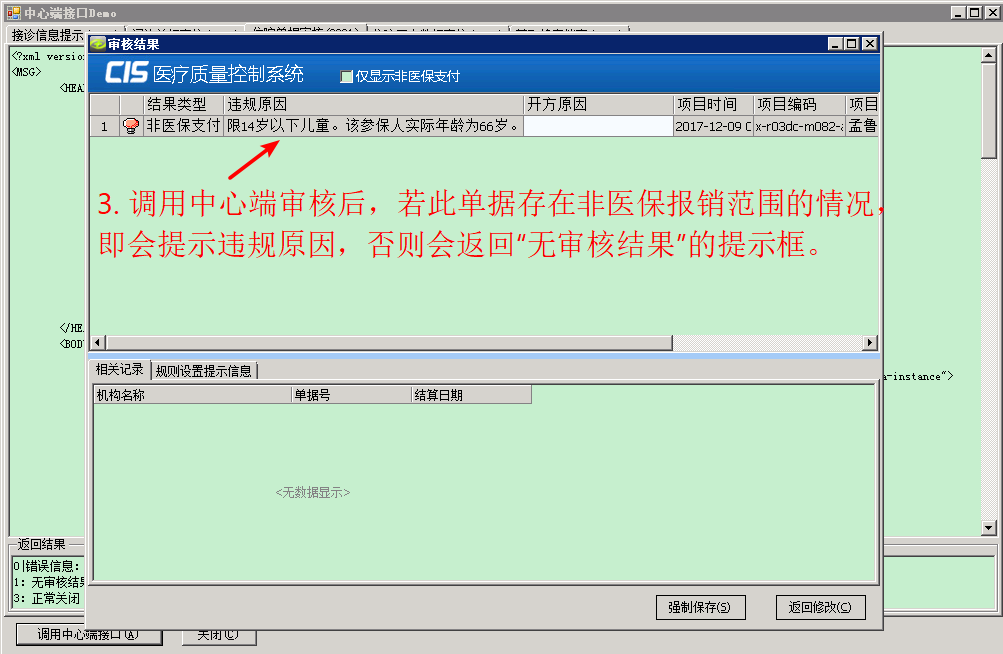 中心端接口Demo
接诊信息提示
<?xml versio
<MSG>
<HEA
审核结果
CIS 医疗质量控制系统
仅显示非医保支付
结果类型 违规原因 开方原因 项目时间 项目编码 项目
1 非医保支付 限14岁以下儿童。该参保人实际年龄为66岁。 2017-12-09 0 x-r03dc-m082-a 孟鲁
3. 调用中心端审核后，若此单据存在非医保报销范围的情况，
即会提示违规原因，否则会返回“无审核结果”的提示框。
</HEA
<BOD
相关记录 规则设置提示信息
a-instance">
机构名称 单据号 结算日期
<无数据显示>
返回结果
0|错误信息:
1: 无审核结果
3: 正常关闭
强制保存(S) 返回修改(C)
调用中心端接口(A) 关闭(C)